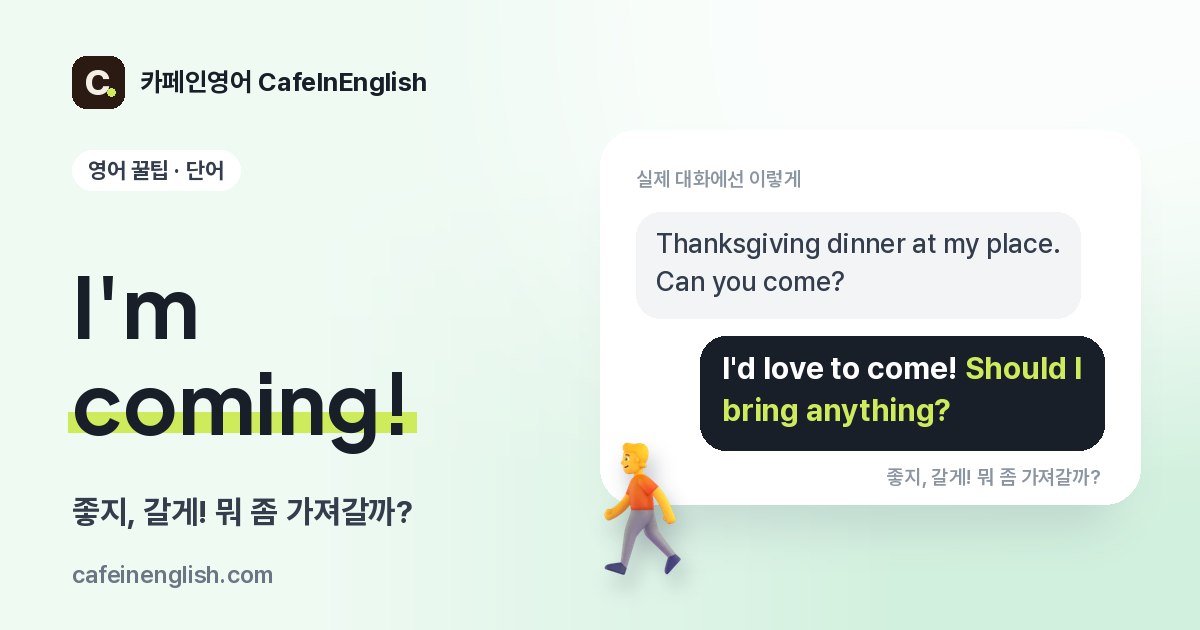 C.
카페인영어 CafeInEnglish
영어 꿀팁 · 단어
I'm
coming!
좋지, 갈게! 뭐 좀 가져갈까?
cafeinenglish.com
실제 대화에선 이렇게
Thanksgiving dinner at my place.
Can you come?
I'd love to come! Should I
bring anything?
좋지, 갈게! 뭐 좀 가져갈까?